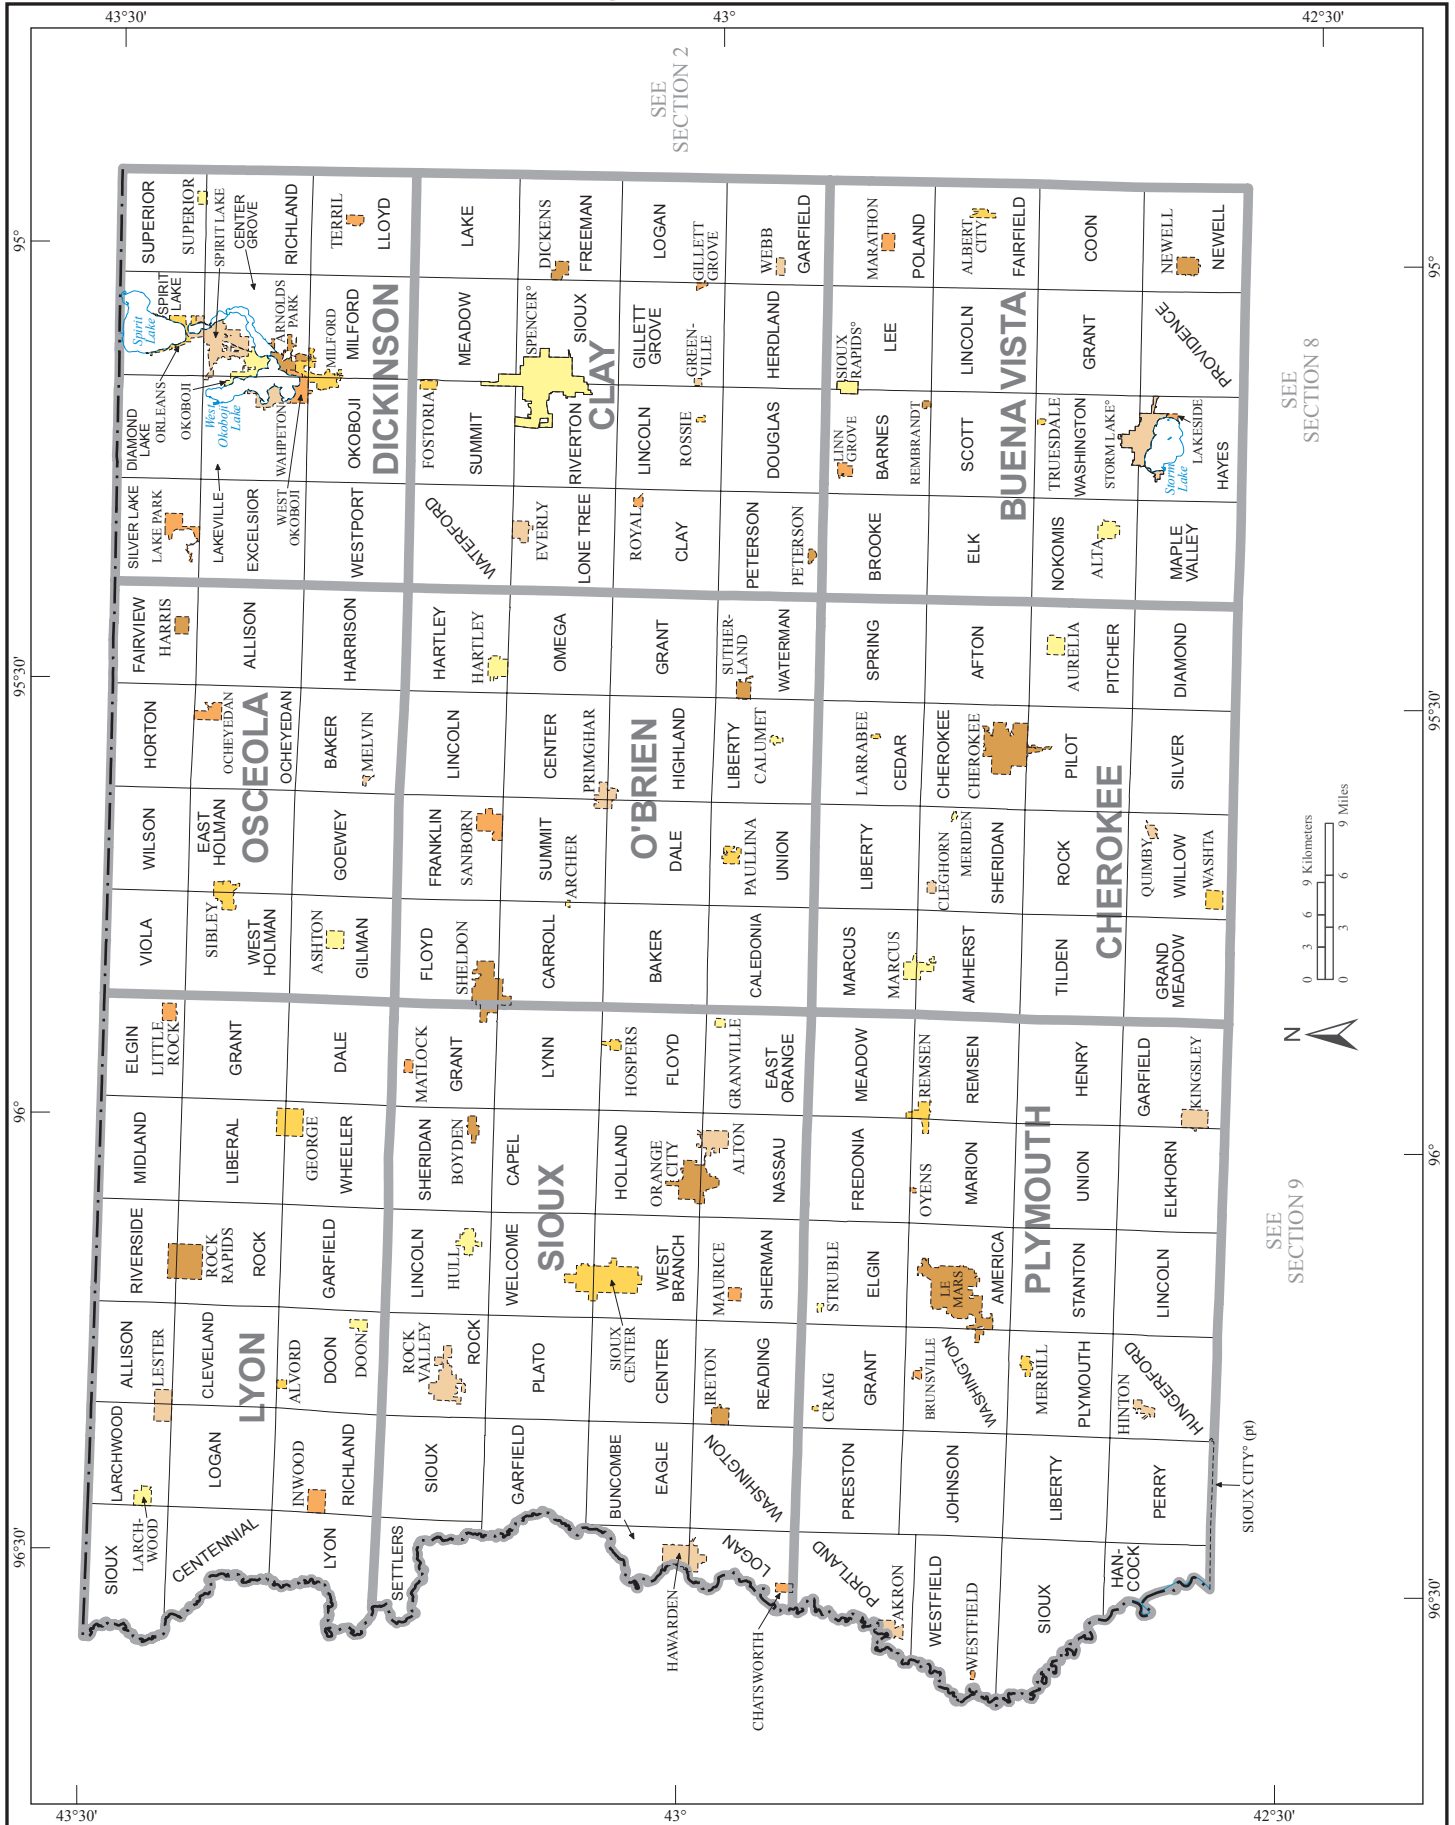 43°30'
43°
42°30'
SEE
SECTION 2
95°
95°
95°30'
95°30'
96°
96°
96°30'
96°30'
SEE
SECTION 8
SEE
SECTION 9
DICKINSON
SUPERIOR
SUPERIOR
SPIRIT LAKE
CENTER
GROVE
RICHLAND
TERRIL
LLOYD
Spirit
Lake
SPIRIT
LAKE
ARNOLDS
PARK
MILFORD
MILFORD
DIAMOND
LAKE
ORLEANS
OKOBOJI
West
Okoboji
Lake
WAHPETON
OKOBOJI
SILVER LAKE
LAKE PARK
LAKEVILLE
EXCELSIOR
WEST
OKOBOJI
WESTPORT
CLAY
LAKE
DICKENS
FREEMAN
LOGAN
GILLETT
GROVE
WEBB
GARFIELD
MEADOW
SPENCER°
SIOUX
GILLETT
GROVE
GREEN-
VILLE
HERDLAND
FOSTORIA
SUMMIT
RIVERTON
LINCOLN
ROSSIE
DOUGLAS
WATERFORD
EVERLY
LONE TREE
ROYAL
CLAY
PETERSON
PETERSON
BUENA VISTA
MARATHON
POLAND
ALBERT
CITY
FAIRFIELD
COON
NEWELL
NEWELL
SIOUX
RAPIDS°
LEE
LINCOLN
GRANT
PROVIDENCE
LINN
GROVE
BARNES
REMBRANDT
SCOTT
TRUESDALE
WASHINGTON
STORM LAKE°
Storm
Lake
LAKESIDE
HAYES
BROOKE
ELK
NOKOMIS
ALTA
MAPLE
VALLEY
OSCEOLA
FAIRVIEW
HARRIS
ALLISON
HARRISON
HORTON
OCHEYEDAN
OCHEYEDAN
BAKER
MELVIN
WILSON
EAST
HOLMAN
GOEWEY
VIOLA
SIBLEY
WEST
HOLMAN
ASHTON
GILMAN
O'BRIEN
HARTLEY
HARTLEY
OMEGA
GRANT
SUTHER-
LAND
WATERMAN
LINCOLN
CENTER
PRIMGHAR
HIGHLAND
LIBERTY
CALUMET
FRANKLIN
SANBORN
SUMMIT
ARCHER
DALE
PAULLINA
UNION
FLOYD
SHELDON
CARROLL
BAKER
CALEDONIA
CHEROKEE
SPRING
AFTON
AURELIA
PITCHER
DIAMOND
LARRABEE
CEDAR
CHEROKEE
CHEROKEE
PILOT
SILVER
LIBERTY
CLEGHORN
MERIDEN
SHERIDAN
ROCK
QUIMBY
WILLOW
WASHTA
MARCUS
MARCUS
AMHERST
TILDEN
GRAND
MEADOW
LYON
ELGIN
LITTLE
ROCK
GRANT
DALE
MIDLAND
LIBERAL
GEORGE
WHEELER
RIVERSIDE
ROCK
RAPIDS
ROCK
GARFIELD
ALLISON
LESTER
CLEVELAND
ALVORD
DOON
DOON
LARCHWOOD
LOGAN
INWOOD
RICHLAND
SIOUX
LARCH-
WOOD
CENTENNIAL
LYON
SIOUX
MATLOCK
GRANT
LYNN
HOSPERS
FLOYD
GRANVILLE
EAST
ORANGE
SHERIDAN
BOYDEN
CAPEL
HOLLAND
ORANGE
CITY
ALTON
NASSAU
LINCOLN
HULL
WELCOME
WEST
BRANCH
MAURICE
SHERMAN
ROCK
VALLEY
ROCK
PLATO
SIOUX
CENTER
CENTER
IRETON
READING
SIOUX
GARFIELD
BUNCOMBE
EAGLE
WASHINGTON
SETTLERS
HAWARDEN
LOGAN
CHATSWORTH
PLYMOUTH
MEADOW
REMSEN
REMSEN
HENRY
GARFIELD
KINGSLEY
FREDONIA
OYENS
MARION
UNION
ELKHORN
STRUBLE
ELGIN
LE
MARS
AMERICA
STANTON
LINCOLN
CRAIG
GRANT
BRUNSVILLE
WASHINGTON
MERRILL
PLYMOUTH
HINTON
HUNGERFORD
PRESTON
JOHNSON
LIBERTY
PERRY
SIOUX CITY° (pt)
PORTLAND
AKRON
WESTFIELD
WESTFIELD
SIOUX
HAN-
COCK
N
0 3 6 9 Kilometers
0 3 6 9 Miles
43°30'
43°
42°30'